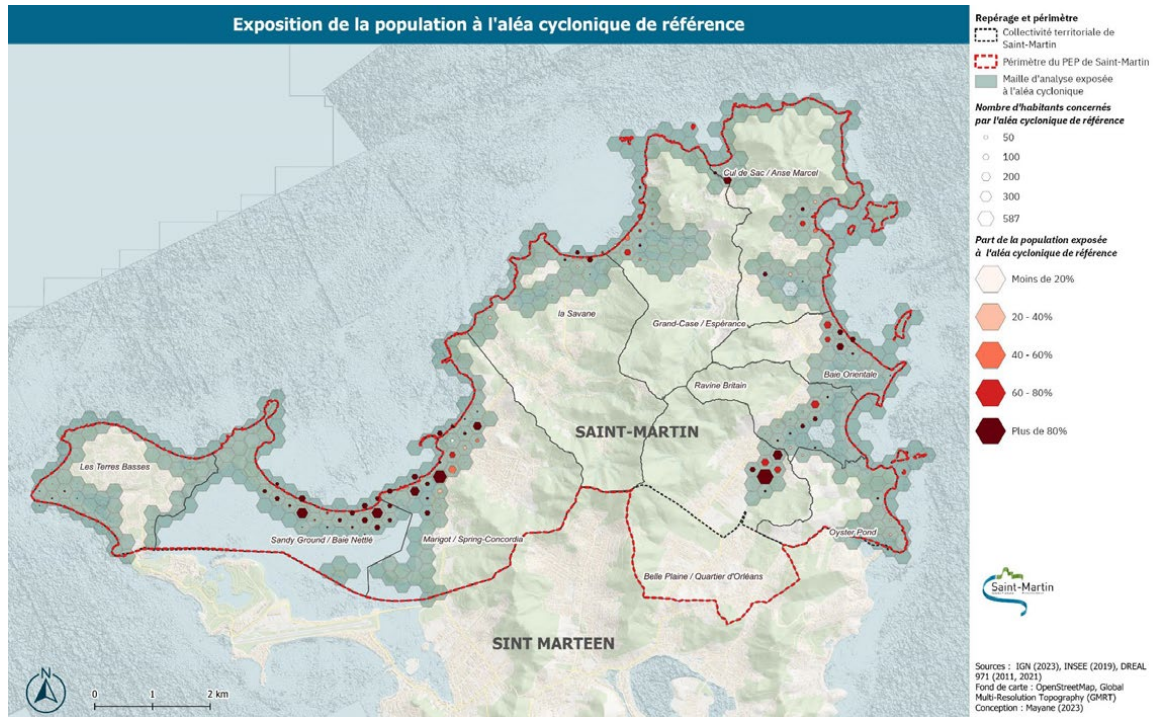 Exposition de la population à l'aléa cyclonique de référence
Repérage et périmètre
Collectivité territoriale de
Saint-Martin
Périmètre du PEP de Saint-Martin
Maille d'analyse exposée
à l'aléa cyclonique
Nombre d'habitants concernés
par l'aléa cyclonique de référence
50
100
200
300
587
Part de la population exposée
à l'aléa cyclonique de référence
Moins de 20%
20 - 40%
40 - 60%
60 - 80%
Plus de 80%
Cul de Sac / Anse Marcel
la Savane
Grand-Case / Espérance
Baie Orientale
Ravine Britain
SAINT-MARTIN
Les Terres Basses
Sandy Ground / Baie Nettlé
Marigot / Spring-Concordia
Oyster Pond
Belle Plaine / Quartier d'Orléans
SINT MARTEEN
N
0 1 2 km
Saint-Martin
Sources : IGN (2023), INSEE (2019), DREAL
971 (2011, 2021)
Fond de carte : OpenStreetMap, Global
Multi-Resolution Topography (GMRT)
Conception : Mayane (2023)